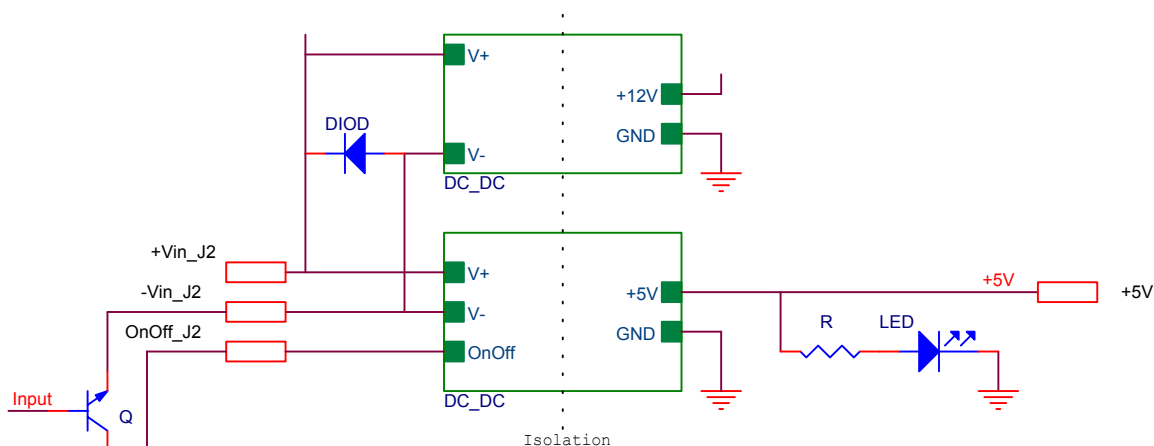 V+
+12V
DIOD
GND
V-
DC_DC
+Vin_J2
V+
-Vin_J2
+5V
+5V
+5V
V-
OnOff_J2
GND
R
LED
OnOff
Input
Q
DC_DC
Isolation